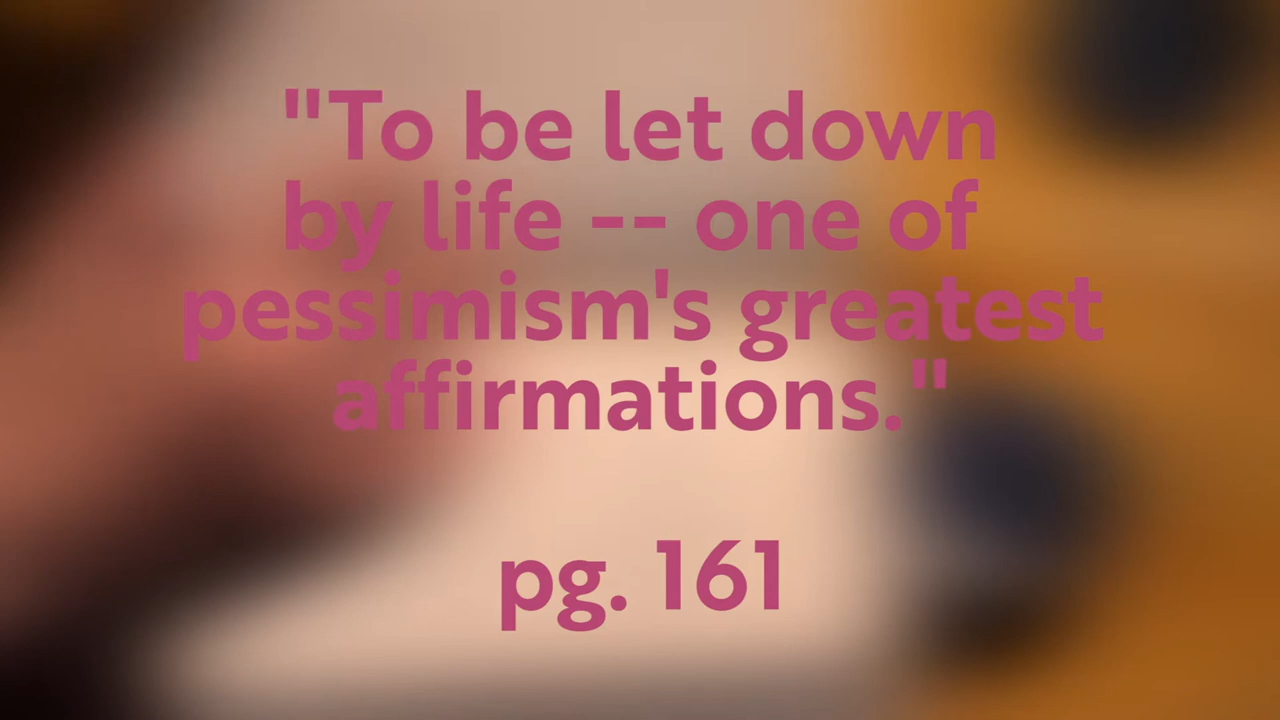 "To be let down
by life -- one of
pessimism's greatest
affirmations."
pg. 161